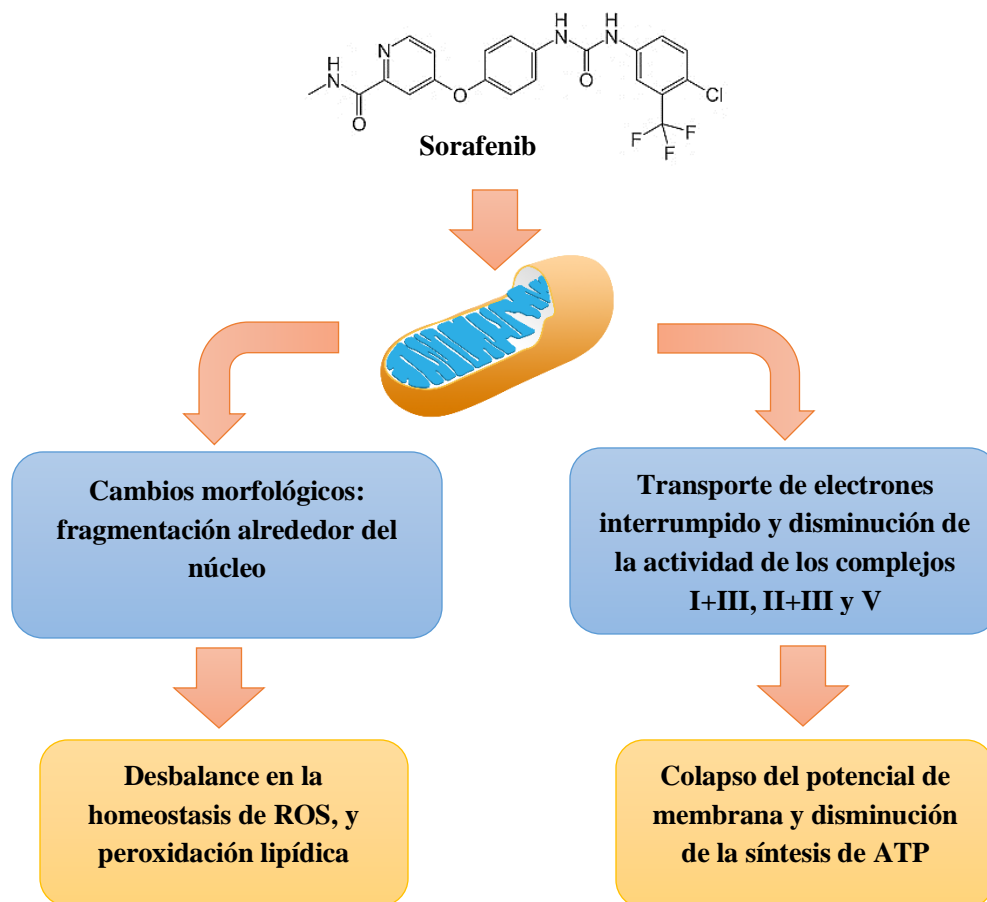 H
N
O
N
O
H
N
O
H
N
Cl
F
F
F
Sorafenib
Cambios morfológicos:
fragmentación alrededor del
núcleo
Transporte de electrones
interrumpido y disminución de
la actividad de los complejos
I+III, II+III y V
Desbalance en la
homeostasis de ROS, y
peroxidación lipídica
Colapso del potencial de
membrana y disminución
de la síntesis de ATP